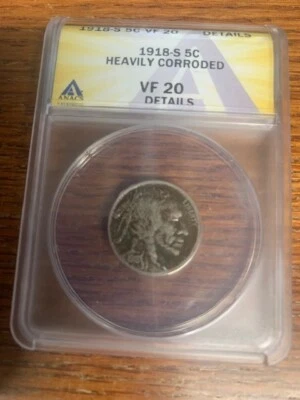 1918-S 5C VF 20 DETAILS
1918-S 5C
HEAVILY CORRODED
ANACS
VF 20
DETAILS